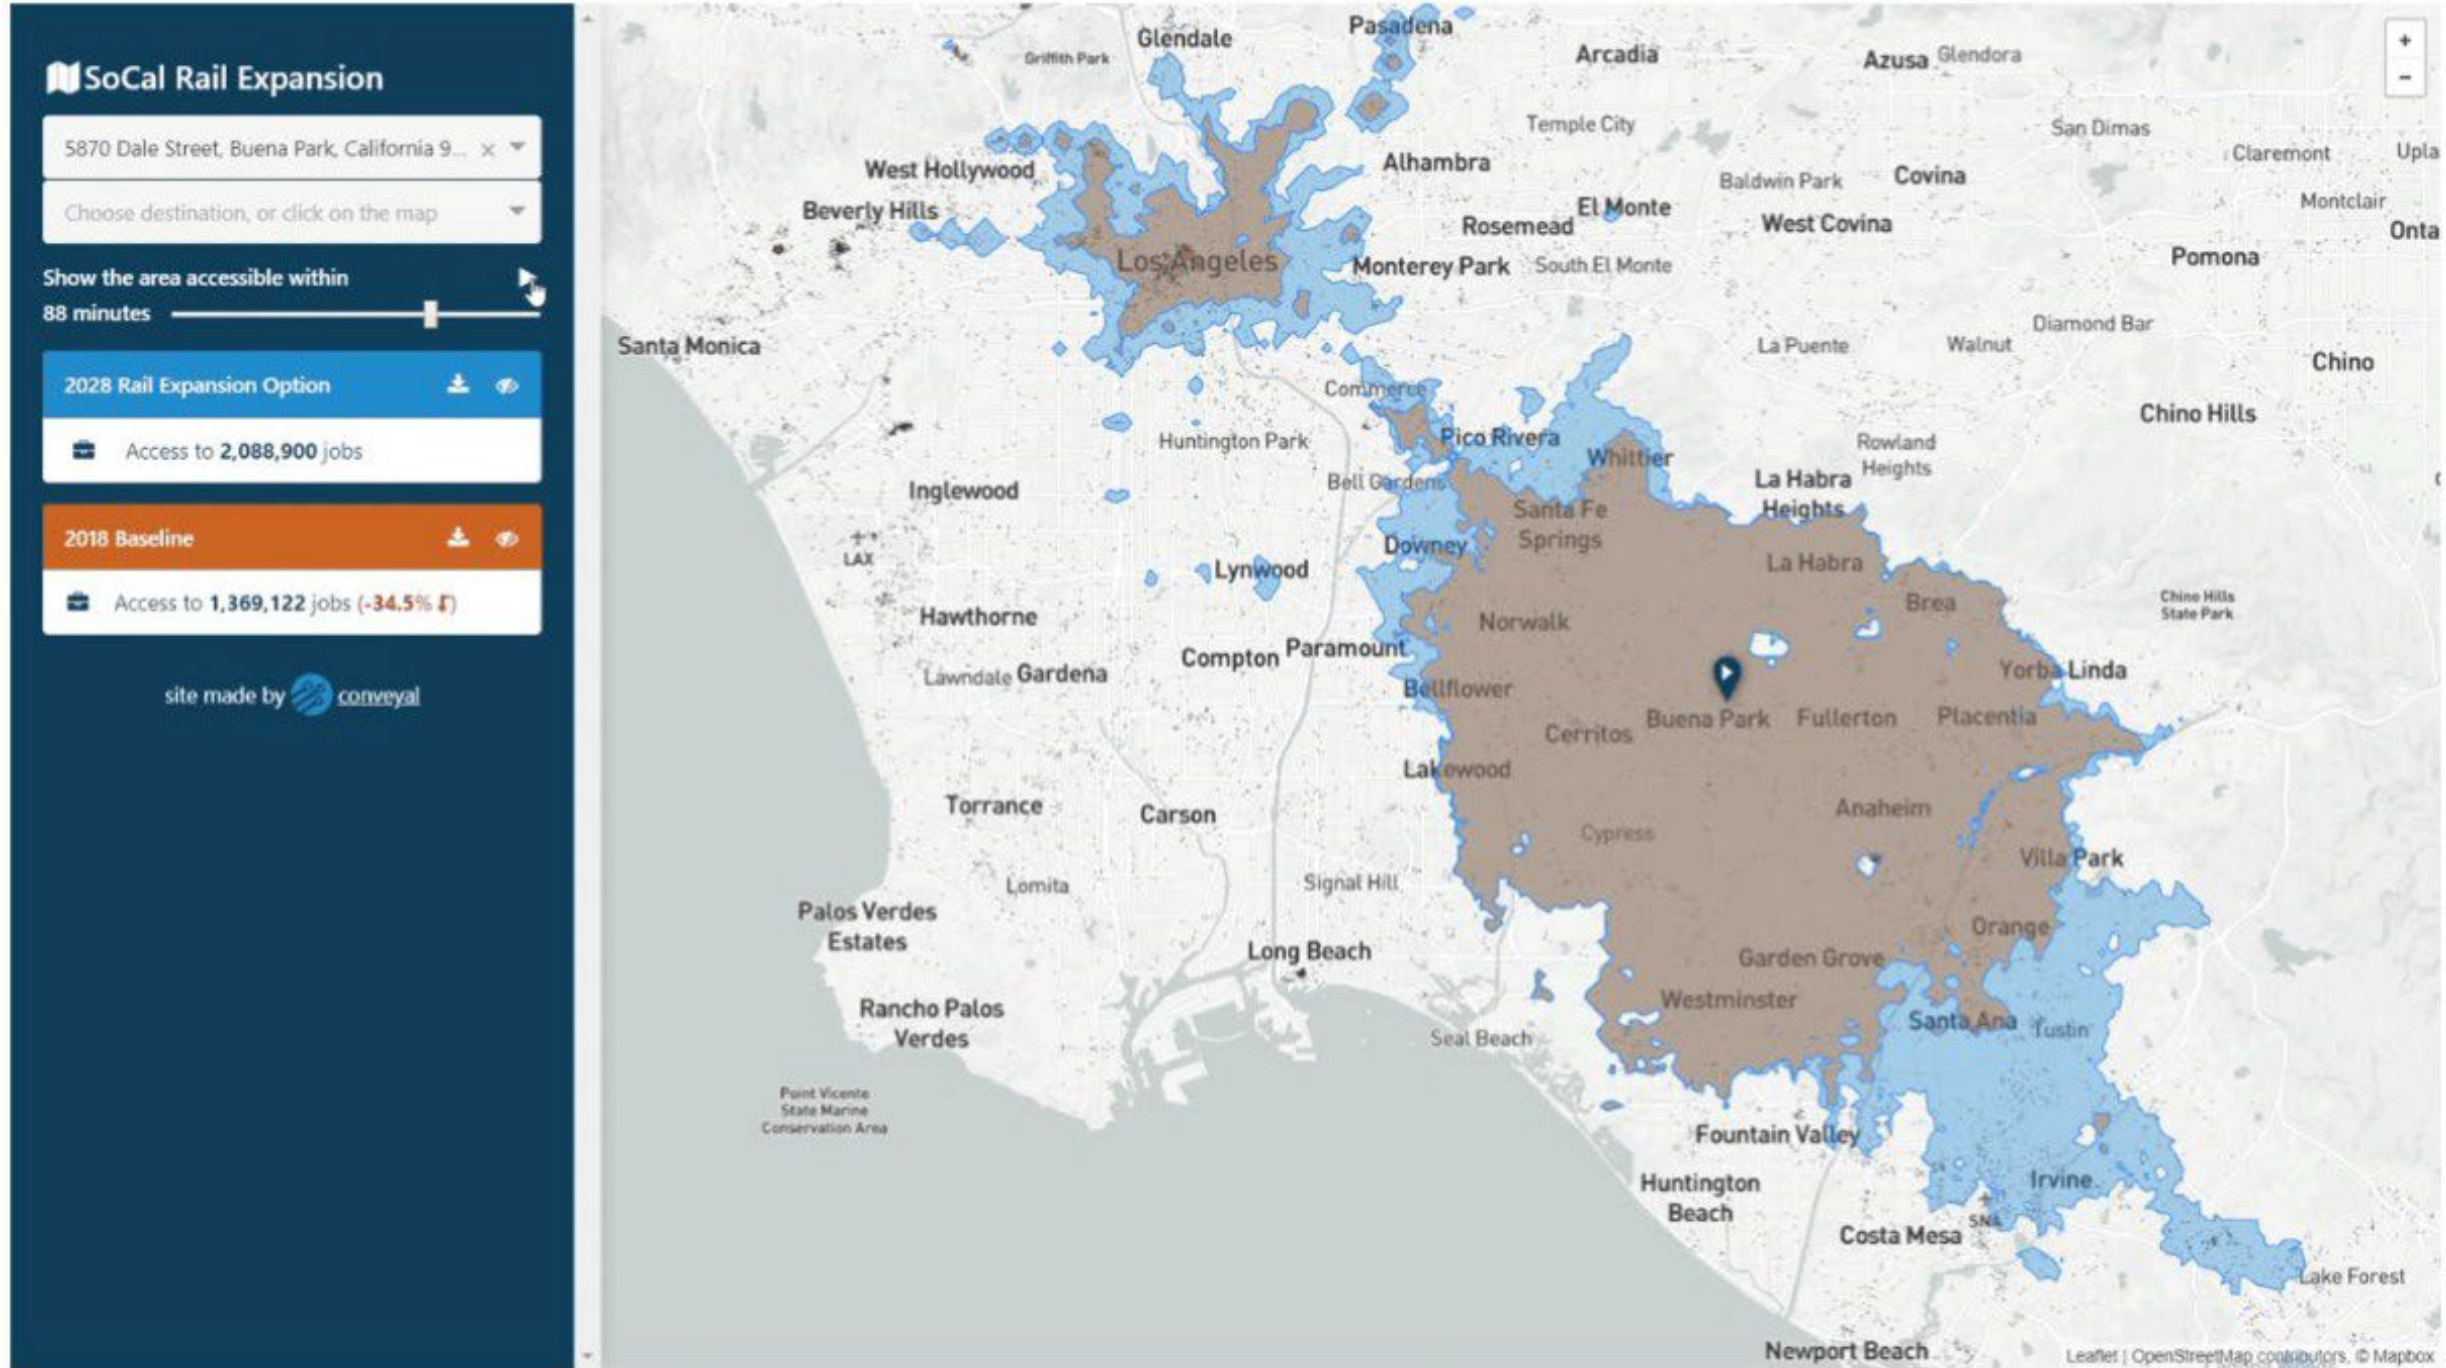 SoCal Rail Expansion
5870 Dale Street, Buena Park, California 9...
Choose destination, or click on the map
Show the area accessible within
88 minutes
2028 Rail Expansion Option
Access to 2,088,900 jobs
2018 Baseline
Access to 1,369,122 jobs (-34.5%)
site made by conveyal
+
−
Pasadena
Glendale
Griffith Park
Arcadia
Azusa
Glendora
Temple City
San Dimas
Claremont
Upla
West Hollywood
Alhambra
Baldwin Park
Covina
Montclair
Beverly Hills
El Monte
Rosemead
West Covina
Onta
Los Angeles
Monterey Park
South El Monte
Pomona
Santa Monica
La Puente
Walnut
Diamond Bar
Chino
Commerce
Chino Hills
Huntington Park
Pico Rivera
Whittier
Rowland
Heights
Inglewood
Bell Gardens
La Habra
Heights
Santa Fe
Springs
LAX
Downey
La Habra
Lynwood
Hawthorne
Norwalk
Brea
Chino Hills
State Park
Compton
Paramount
Lawndale
Gardena
Yorba Linda
Bellflower
Cerritos
Buena Park
Fullerton
Placentia
Lakewood
Torrance
Carson
Cypress
Anaheim
Villa Park
Lomita
Signal Hill
Palos Verdes
Estates
Orange
Long Beach
Garden Grove
Westminster
Rancho Palos
Verdes
Seal Beach
Santa Ana
Tustin
Point Vicente
State Marine
Conservation Area
Fountain Valley
Huntington
Beach
Irvine
Costa Mesa
SNA
Lake Forest
Newport Beach
Leaflet | OpenStreetMap contributors, © Mapbox